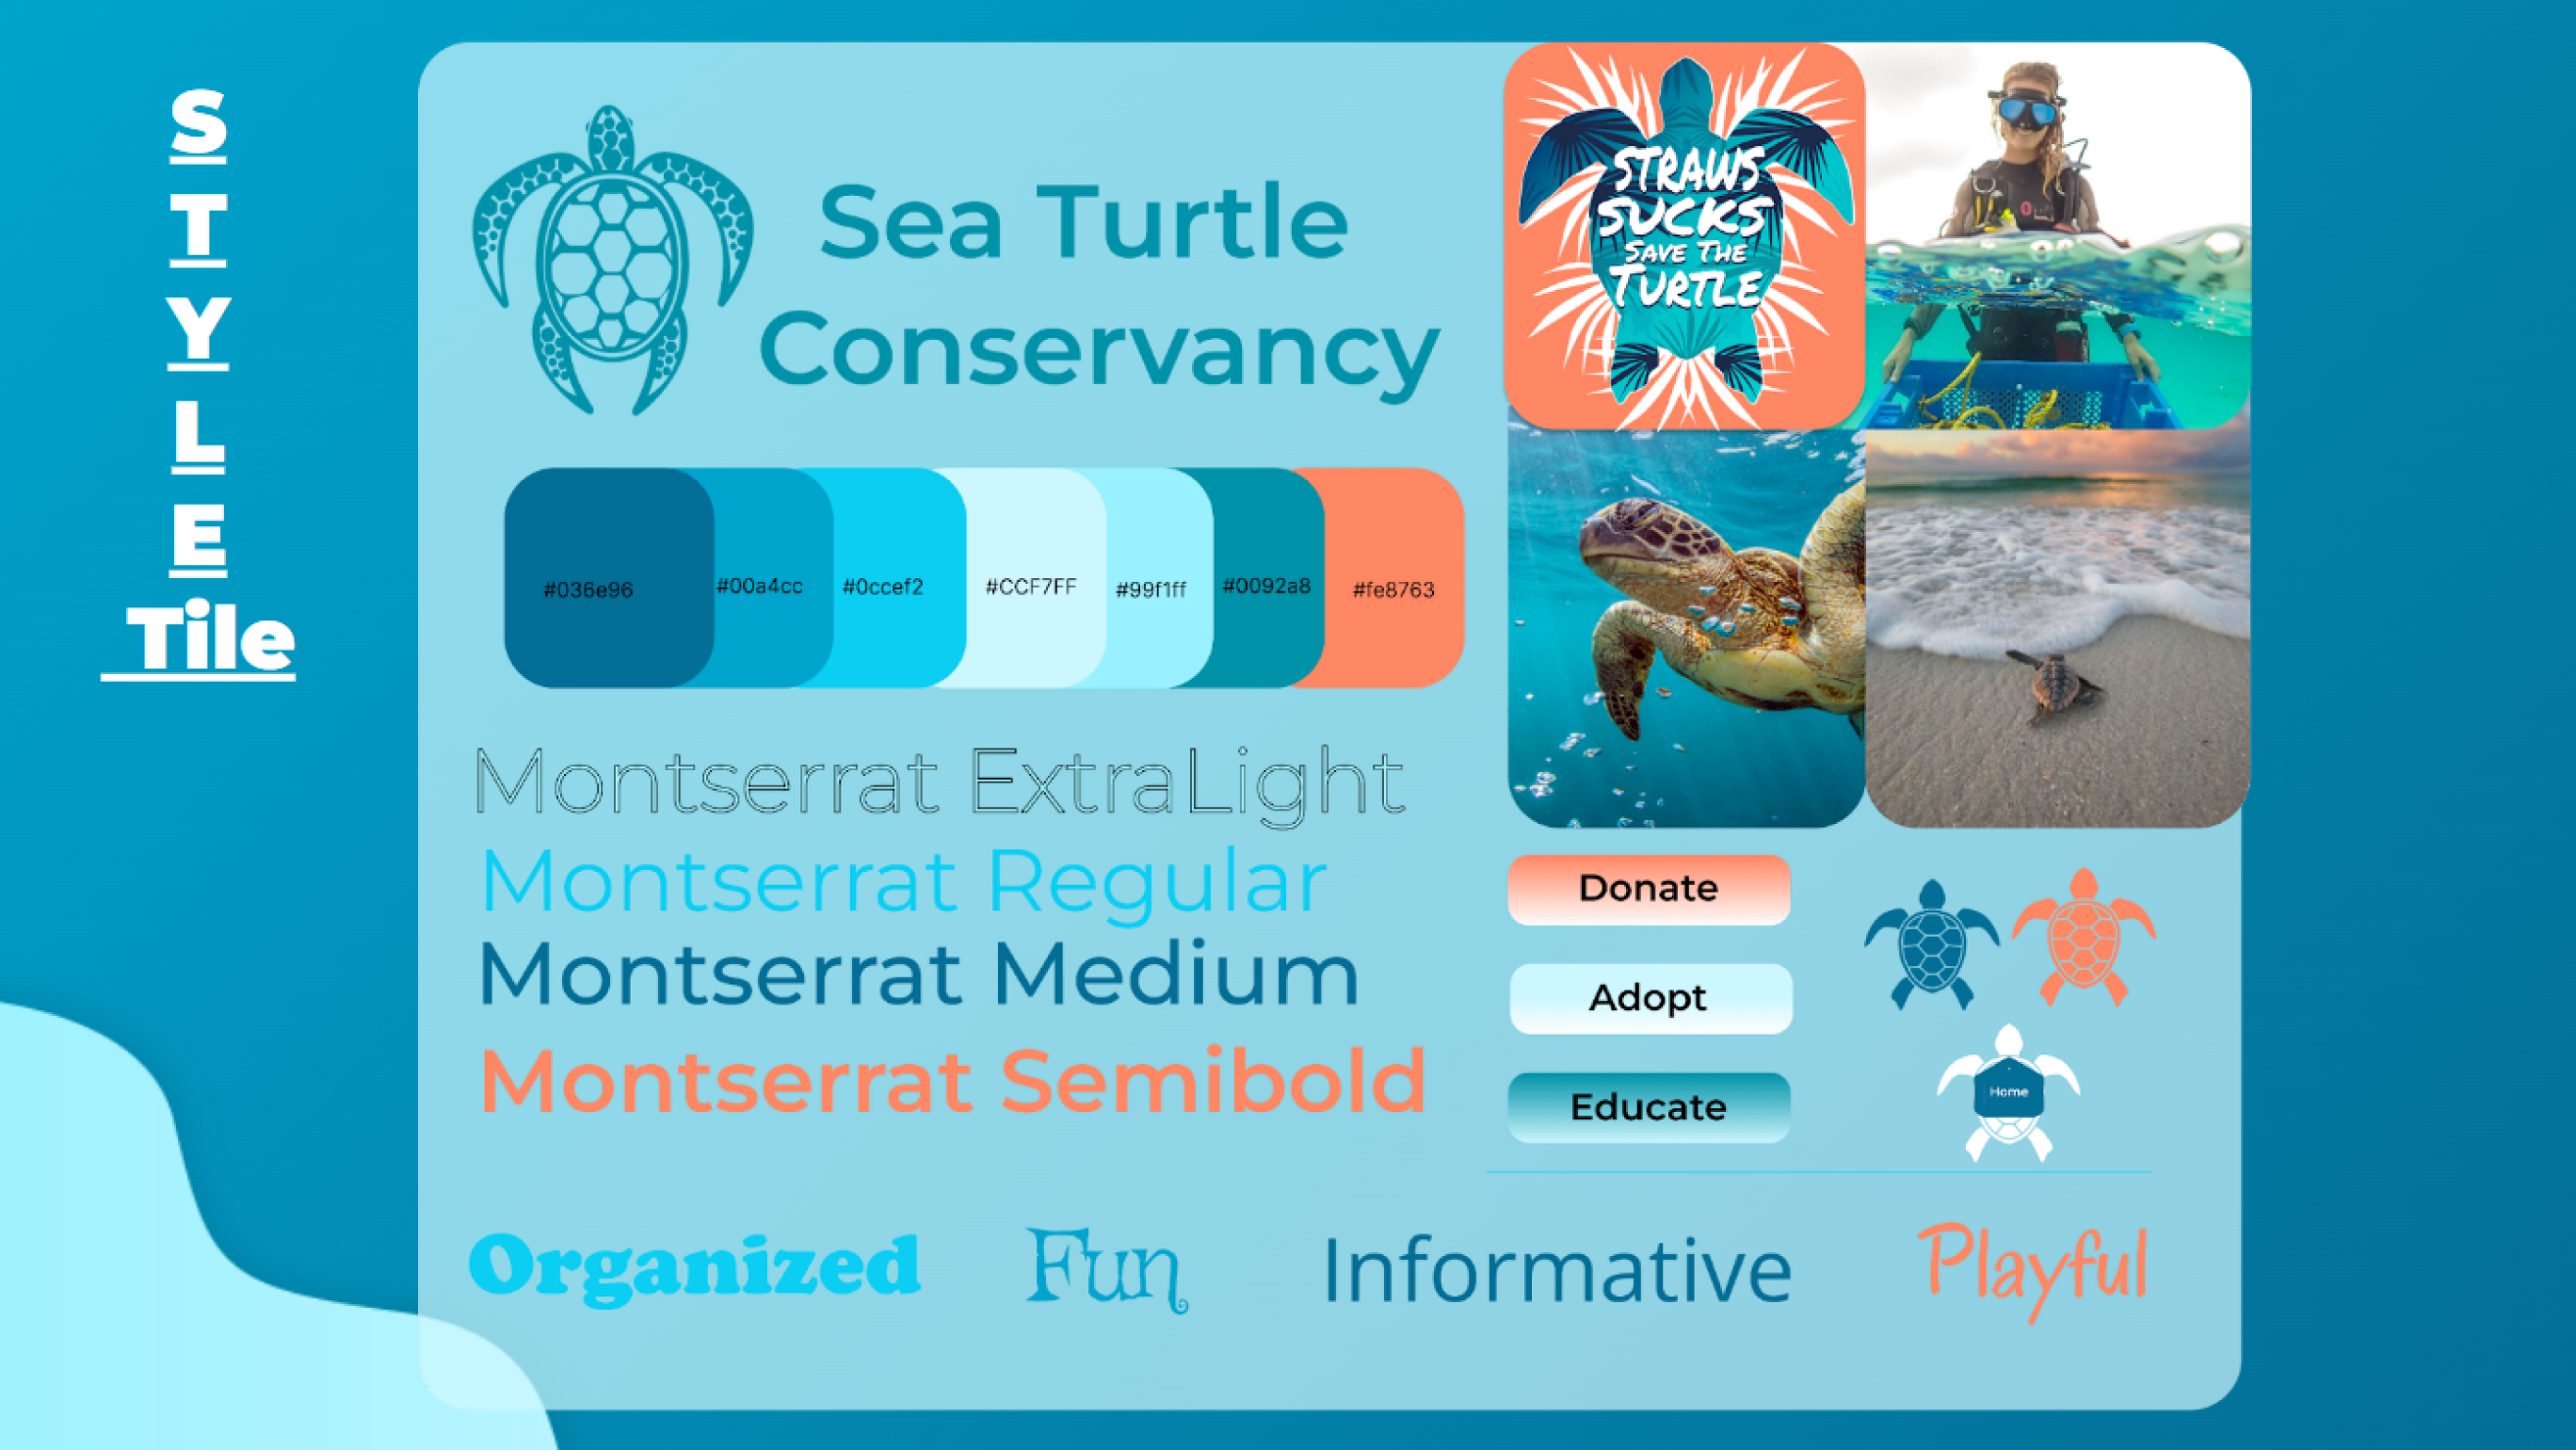 S
T
Y
L
E
Tile
Sea Turtle
Conservancy
STRAWS
SUCKS
SAVE THE
TURTLE
#036e96
#00a4cc
#0ccef2
#CCF7FF
#99f1ff
#0092a8
#fe8763
Montserrat ExtraLight
Montserrat Regular
Montserrat Medium
Montserrat Semibold
Donate
Adopt
Educate
Home
Organized
Fun
Informative
Playful